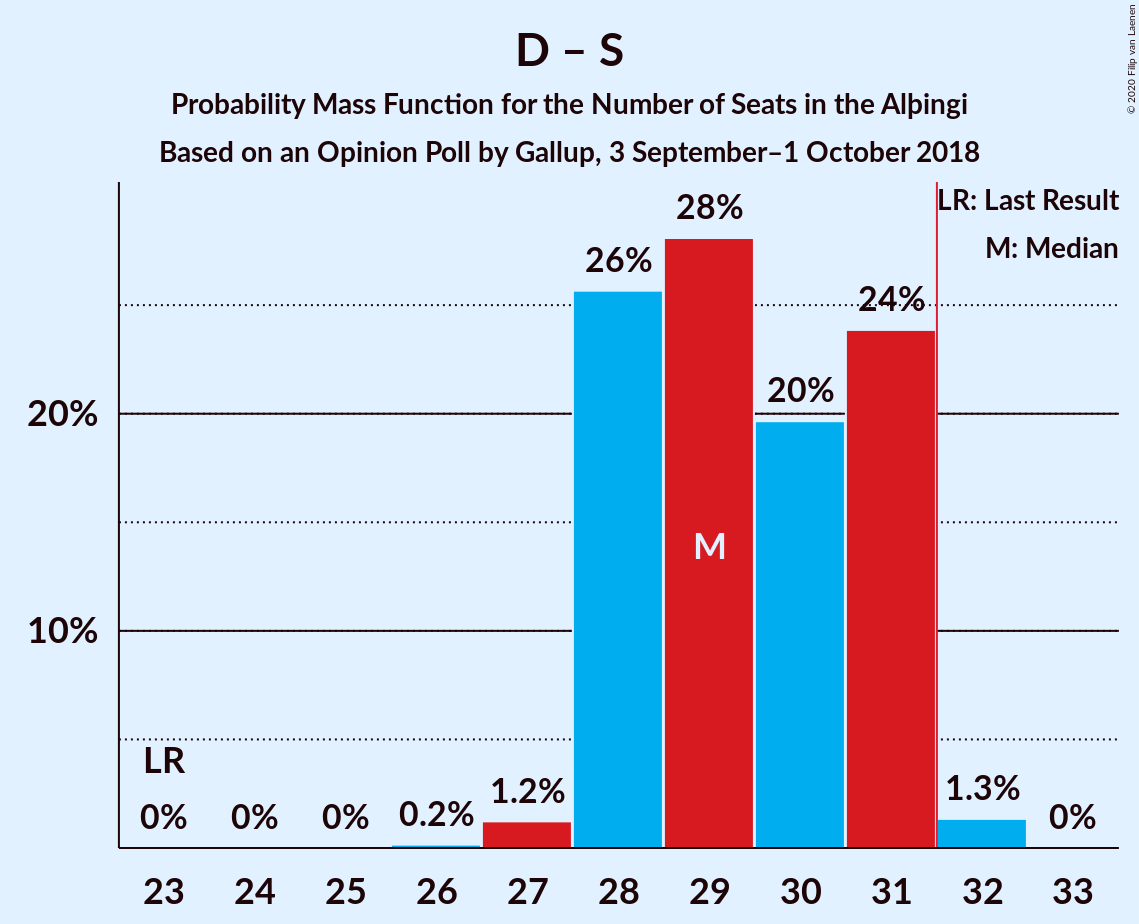 D – S
Probability Mass Function for the Number of Seats in the Alþingi
Based on an Opinion Poll by Gallup, 3 September–1 October 2018
© 2020 Filip van Laenen
LR: Last Result
M: Median
28%
26%
24%
20%
20%
M
10%
LR
0%
0%
0%
0.2%
1.2%
1.3%
0%
23 24 25 26 27 28 29 30 31 32 33